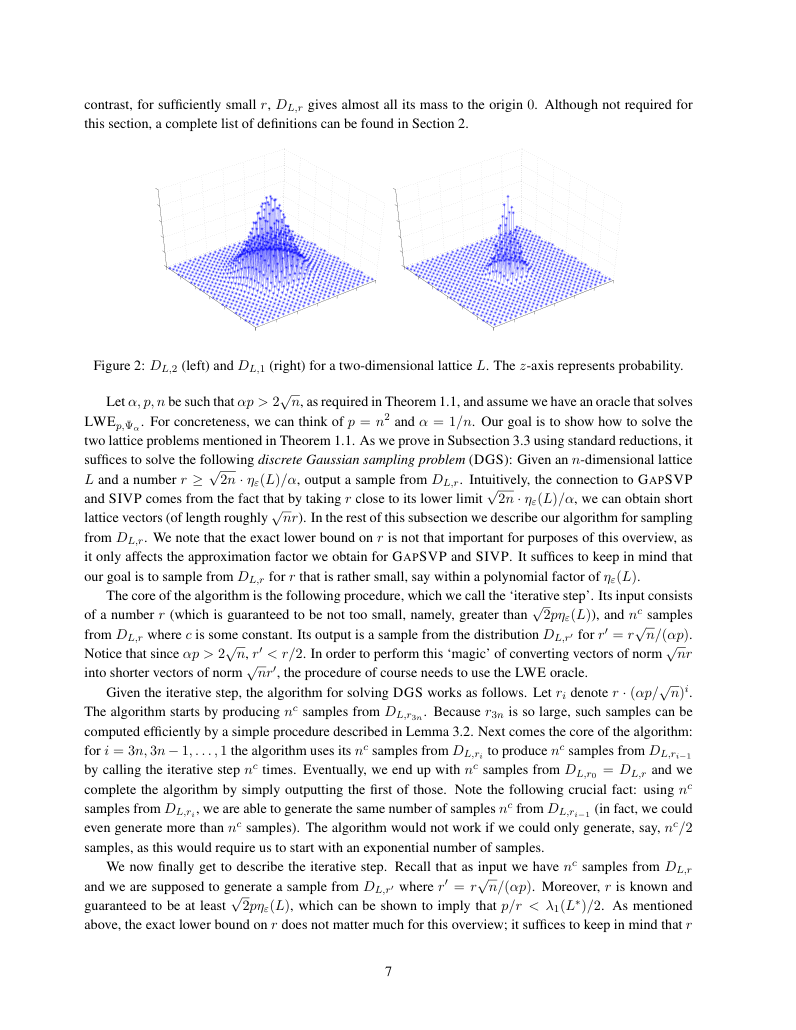 contrast, for sufficiently small r, D_{L,r} gives almost all its mass to the origin 0. Although not required for
this section, a complete list of definitions can be found in Section 2.
Figure 2: D_{L,2} (left) and D_{L,1} (right) for a two-dimensional lattice L. The z-axis represents probability.
Let α, p, n be such that αp > 2√n, as required in Theorem 1.1, and assume we have an oracle that solves
LWE_{p,Ψ̄_α}. For concreteness, we can think of p = n² and α = 1/n. Our goal is to show how to solve the
two lattice problems mentioned in Theorem 1.1. As we prove in Subsection 3.3 using standard reductions, it
suffices to solve the following discrete Gaussian sampling problem (DGS): Given an n-dimensional lattice
L and a number r ≥ √2n · η_ε(L)/α, output a sample from D_{L,r}. Intuitively, the connection to GAPSVP
and SIVP comes from the fact that by taking r close to its lower limit √2n · η_ε(L)/α, we can obtain short
lattice vectors (of length roughly √nr). In the rest of this subsection we describe our algorithm for sampling
from D_{L,r}. We note that the exact lower bound on r is not that important for purposes of this overview, as
it only affects the approximation factor we obtain for GAPSVP and SIVP. It suffices to keep in mind that
our goal is to sample from D_{L,r} for r that is rather small, say within a polynomial factor of η_ε(L).
The core of the algorithm is the following procedure, which we call the ‘iterative step’. Its input consists
of a number r (which is guaranteed to be not too small, namely, greater than √2pη_ε(L)), and n^c samples
from D_{L,r} where c is some constant. Its output is a sample from the distribution D_{L,r′} for r′ = r√n/(αp).
Notice that since αp > 2√n, r′ < r/2. In order to perform this ‘magic’ of converting vectors of norm √nr
into shorter vectors of norm √nr′, the procedure of course needs to use the LWE oracle.
Given the iterative step, the algorithm for solving DGS works as follows. Let r_i denote r · (αp/√n)^i.
The algorithm starts by producing n^c samples from D_{L,r_{3n}}. Because r_{3n} is so large, such samples can be
computed efficiently by a simple procedure described in Lemma 3.2. Next comes the core of the algorithm:
for i = 3n, 3n − 1, . . . , 1 the algorithm uses its n^c samples from D_{L,r_i} to produce n^c samples from D_{L,r_{i−1}}
by calling the iterative step n^c times. Eventually, we end up with n^c samples from D_{L,r_0} = D_{L,r} and we
complete the algorithm by simply outputting the first of those. Note the following crucial fact: using n^c
samples from D_{L,r_i}, we are able to generate the same number of samples n^c from D_{L,r_{i−1}} (in fact, we could
even generate more than n^c samples). The algorithm would not work if we could only generate, say, n^c/2
samples, as this would require us to start with an exponential number of samples.
We now finally get to describe the iterative step. Recall that as input we have n^c samples from D_{L,r}
and we are supposed to generate a sample from D_{L,r′} where r′ = r√n/(αp). Moreover, r is known and
guaranteed to be at least √2pη_ε(L), which can be shown to imply that p/r < λ₁(L*)/2. As mentioned
above, the exact lower bound on r does not matter much for this overview; it suffices to keep in mind that r
7